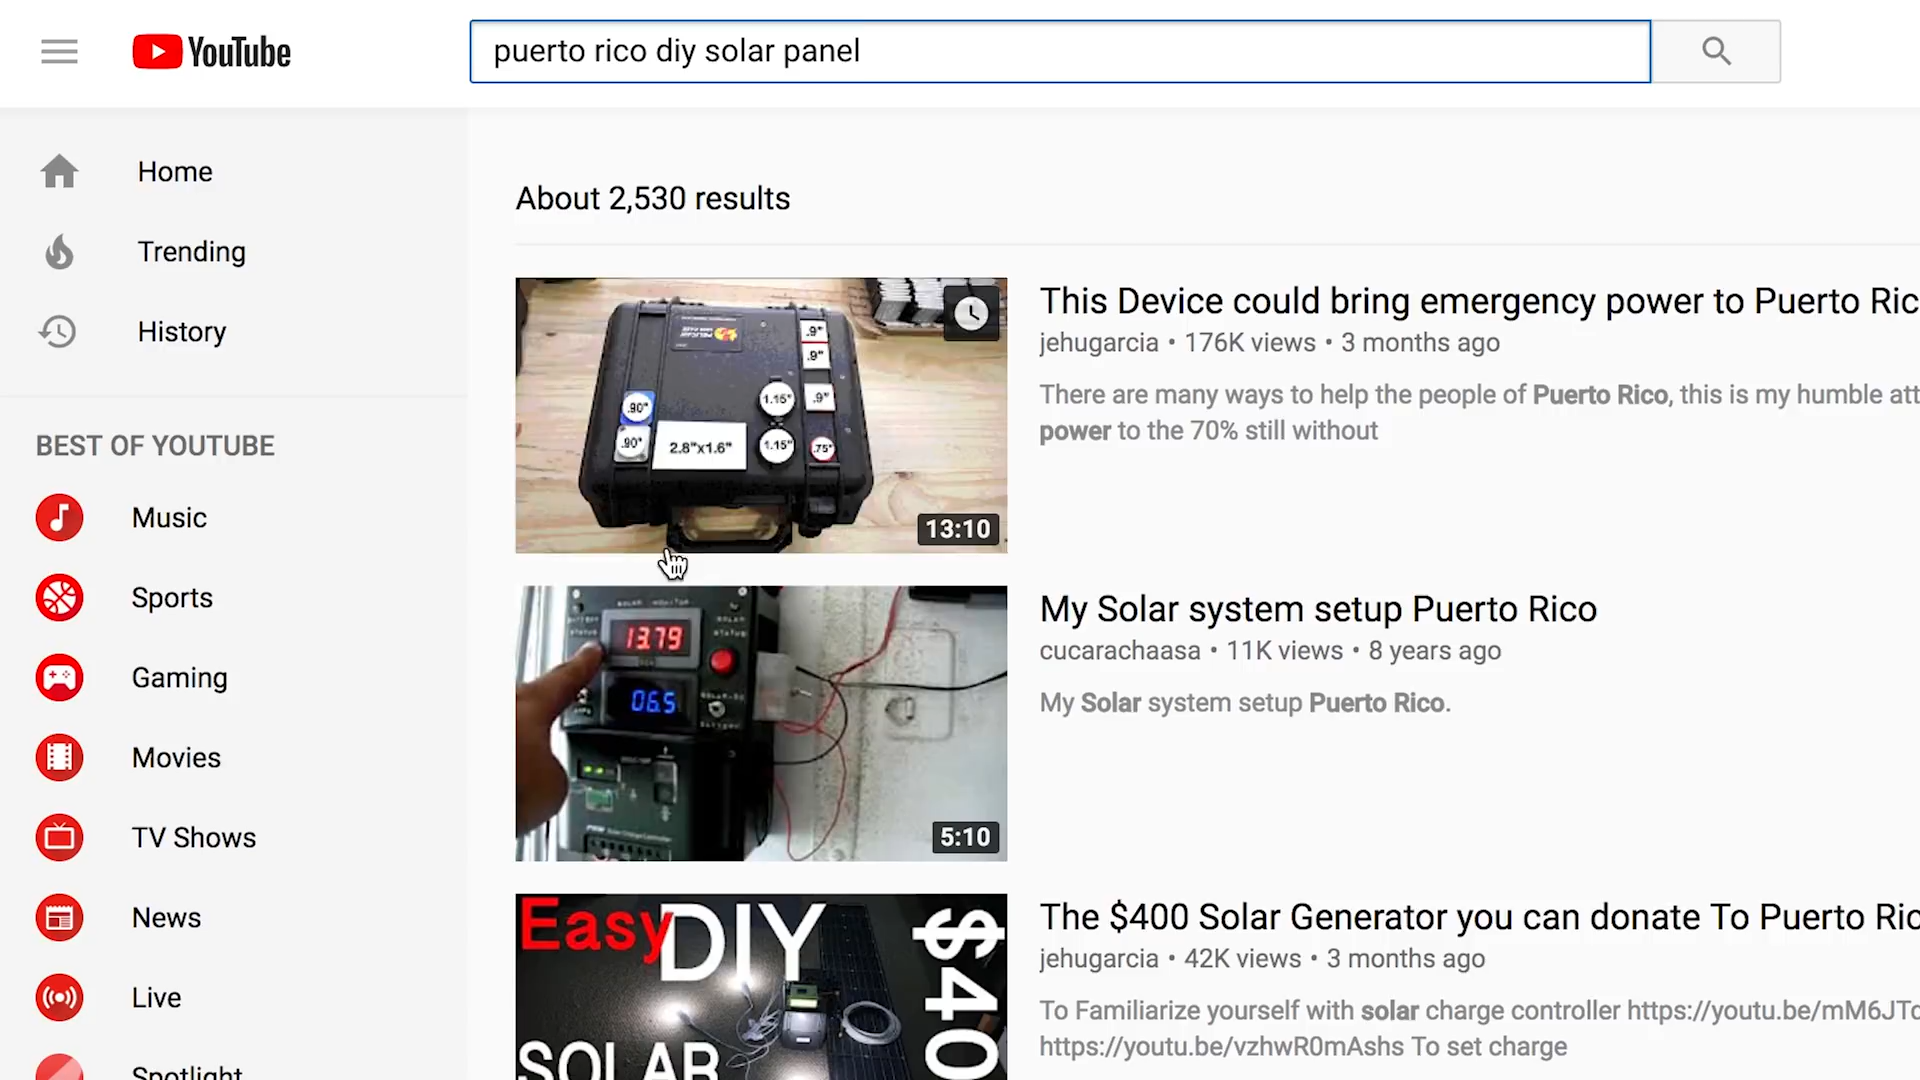 YouTube
puerto rico diy solar panel
Home
Trending
History
BEST OF YOUTUBE
Music
Sports
Gaming
Movies
TV Shows
News
Live
Spotlight
About 2,530 results
.9"
.9"
.90"
1.15"
.9"
.90"
2.8"x1.6"
1.15"
.75"
13:10
This Device could bring emergency power to Puerto Ric
jehugarcia • 176K views • 3 months ago
There are many ways to help the people of Puerto Rico, this is my humble att
power to the 70% still without
SOLAR MONITOR
BATTERY STATUS
SOLAR STATUS
13.79
06.5
BATTERY
5:10
My Solar system setup Puerto Rico
cucarachaasa • 11K views • 8 years ago
My Solar system setup Puerto Rico.
Easy DIY
SOLAR
$40
The $400 Solar Generator you can donate To Puerto Ric
jehugarcia • 42K views • 3 months ago
To Familiarize yourself with solar charge controller https://youtu.be/mM6JTc
https://youtu.be/vzhwR0mAshs To set charge